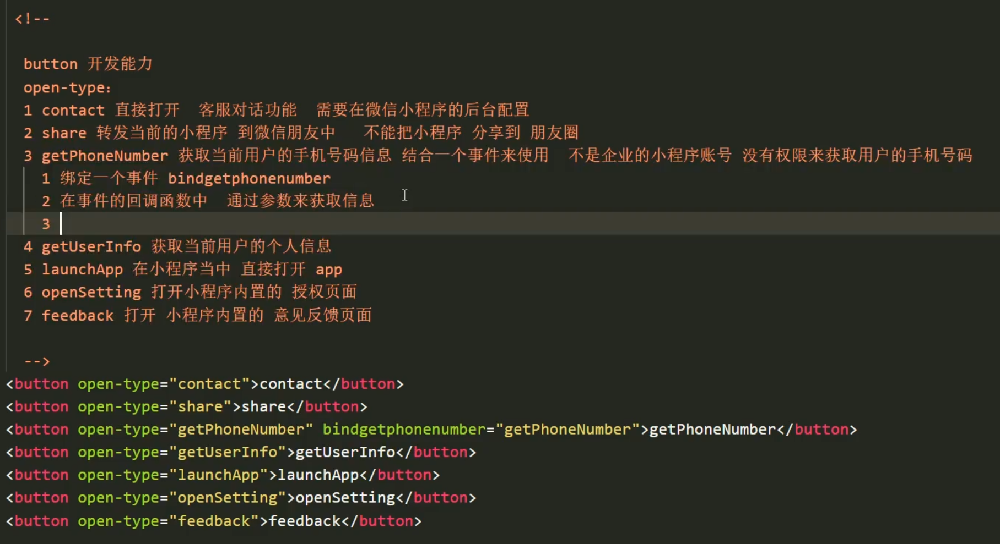 <!--
button 开发能力
open-type：
1 contact 直接打开  客服对话功能  需要在微信小程序的后台配置
2 share 转发当前的小程序 到微信朋友中   不能把小程序 分享到 朋友圈
3 getPhoneNumber 获取当前用户的手机号码信息 结合一个事件来使用  不是企业的小程序账号 没有权限来获取用户的手机号码
1 绑定一个事件 bindgetphonenumber
2 在事件的回调函数中  通过参数来获取信息
3
4 getUserInfo 获取当前用户的个人信息
5 launchApp 在小程序当中 直接打开 app
6 openSetting 打开小程序内置的 授权页面
7 feedback 打开 小程序内置的 意见反馈页面
-->
<button open-type="contact">contact</button>
<button open-type="share">share</button>
<button open-type="getPhoneNumber" bindgetphonenumber="getPhoneNumber">getPhoneNumber</button>
<button open-type="getUserInfo">getUserInfo</button>
<button open-type="launchApp">launchApp</button>
<button open-type="openSetting">openSetting</button>
<button open-type="feedback">feedback</button>